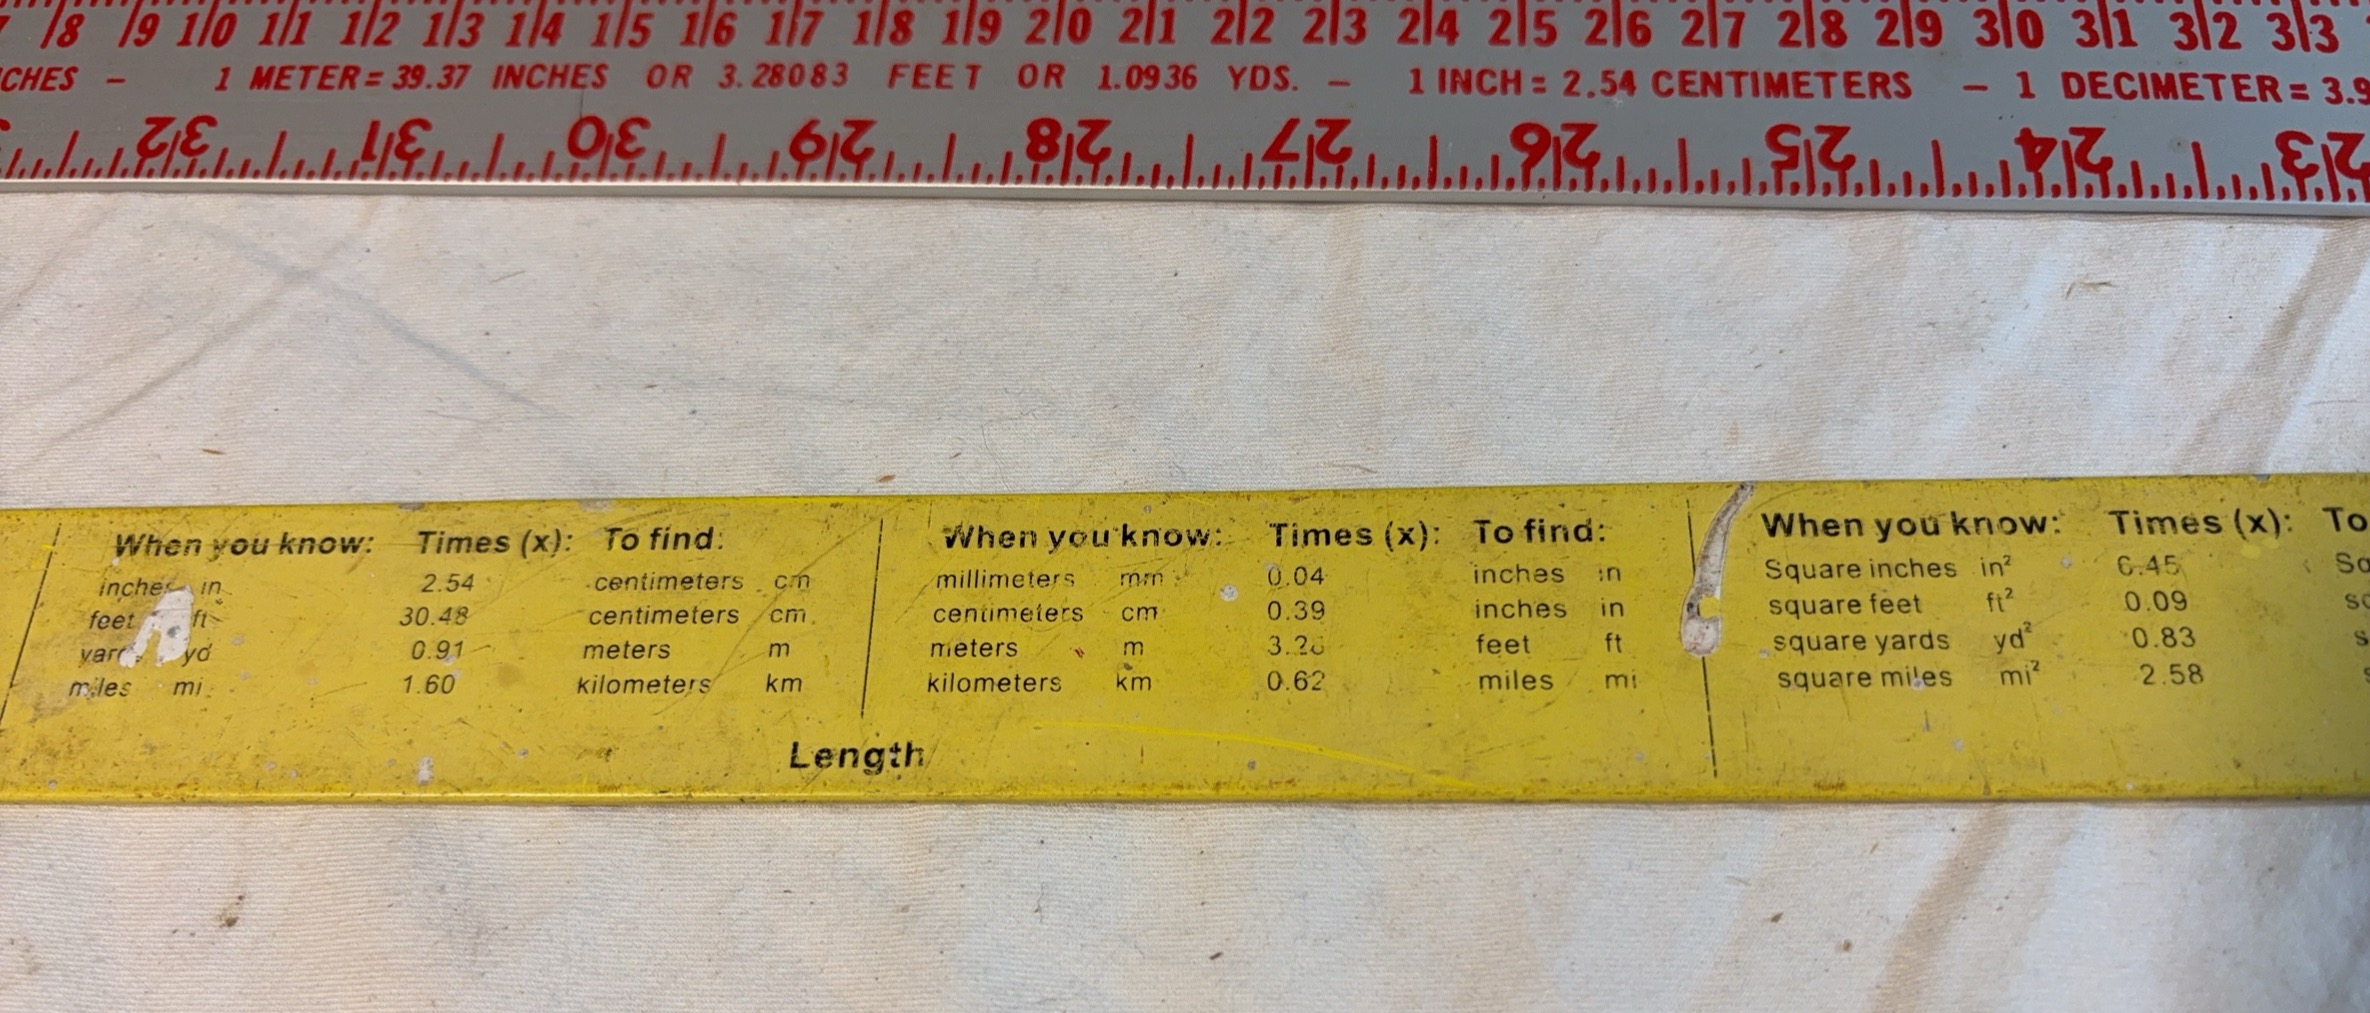 /8 /9 1/0 1/1 1/2 1/3 1/4 1/5 1/6 1/7 1/8 1/9 2/0 2/1 2/2 2/3 2/4 2/5 2/6 2/7 2/8 2/9 3/0 3/1 3/2 3/3
CHES – 1 METER = 39.37 INCHES OR 3.28083 FEET OR 1.0936 YDS. – 1 INCH = 2.54 CENTIMETERS – 1 DECIMETER = 3.9
32 31 30 29 28 27 26 25 24 23
When you know: Times (x): To find: When you know: Times (x): To find: When you know: Times (x): To
inches in 2.54 centimeters cm millimeters mm 0.04 inches in Square inches in² 6.45
feet ft 30.48 centimeters cm centimeters cm 0.39 inches in square feet ft² 0.09
yd 0.91 meters m meters m feet ft square yards yd² 0.83
miles mi 1.60 kilometers km kilometers km 0.62 miles mi square miles mi² 2.58
Length